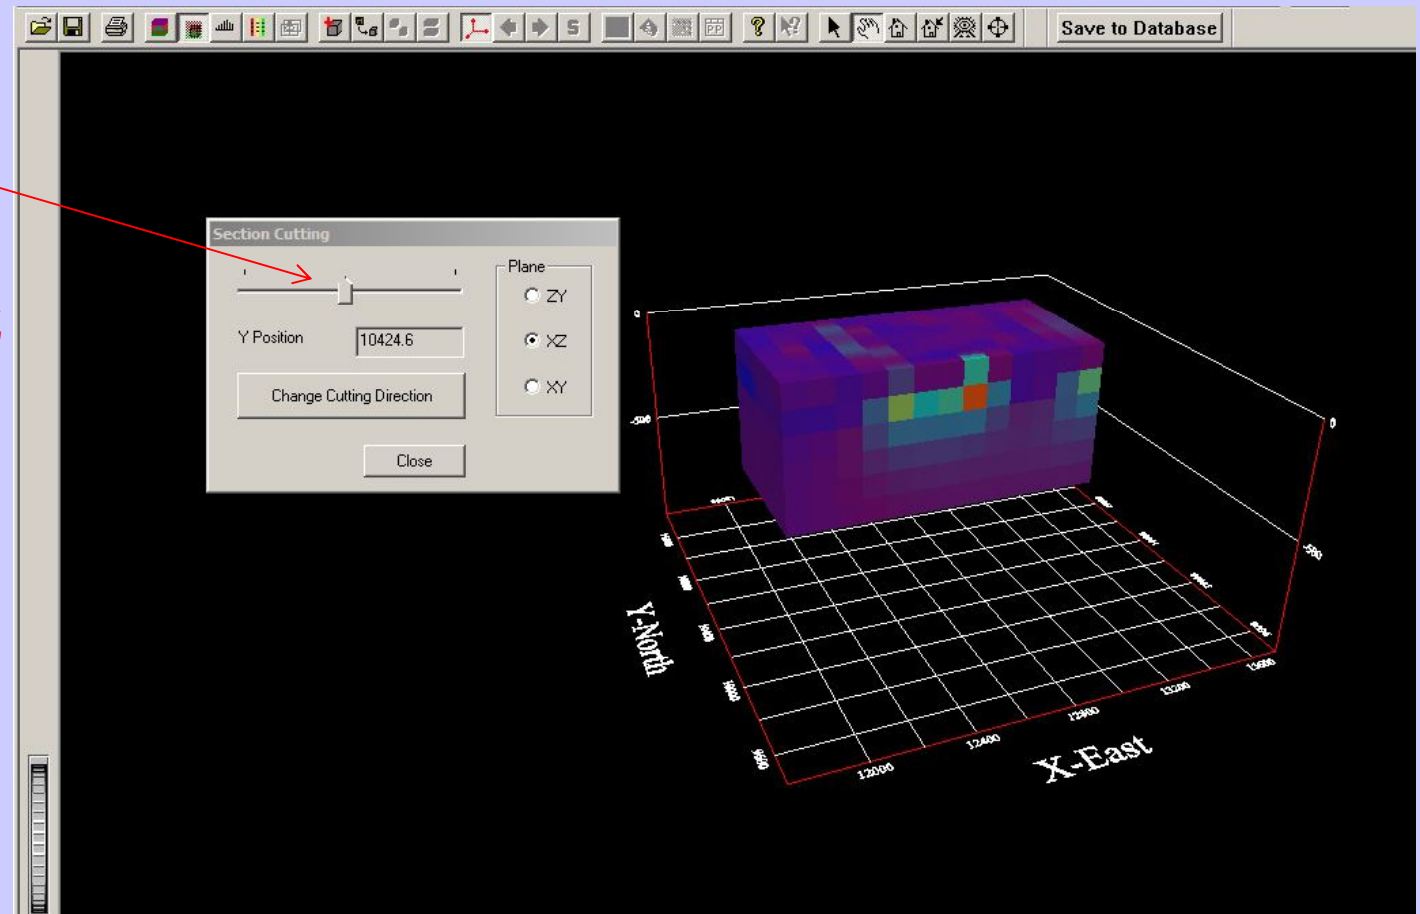 Save to Database
Section Cutting
Plane
ZY
Y Position
10424.6
XZ
Change Cutting Direction
XY
Close
0
-500
0
-500
Y-North
12000
12400
12800
13200
13600
X-East